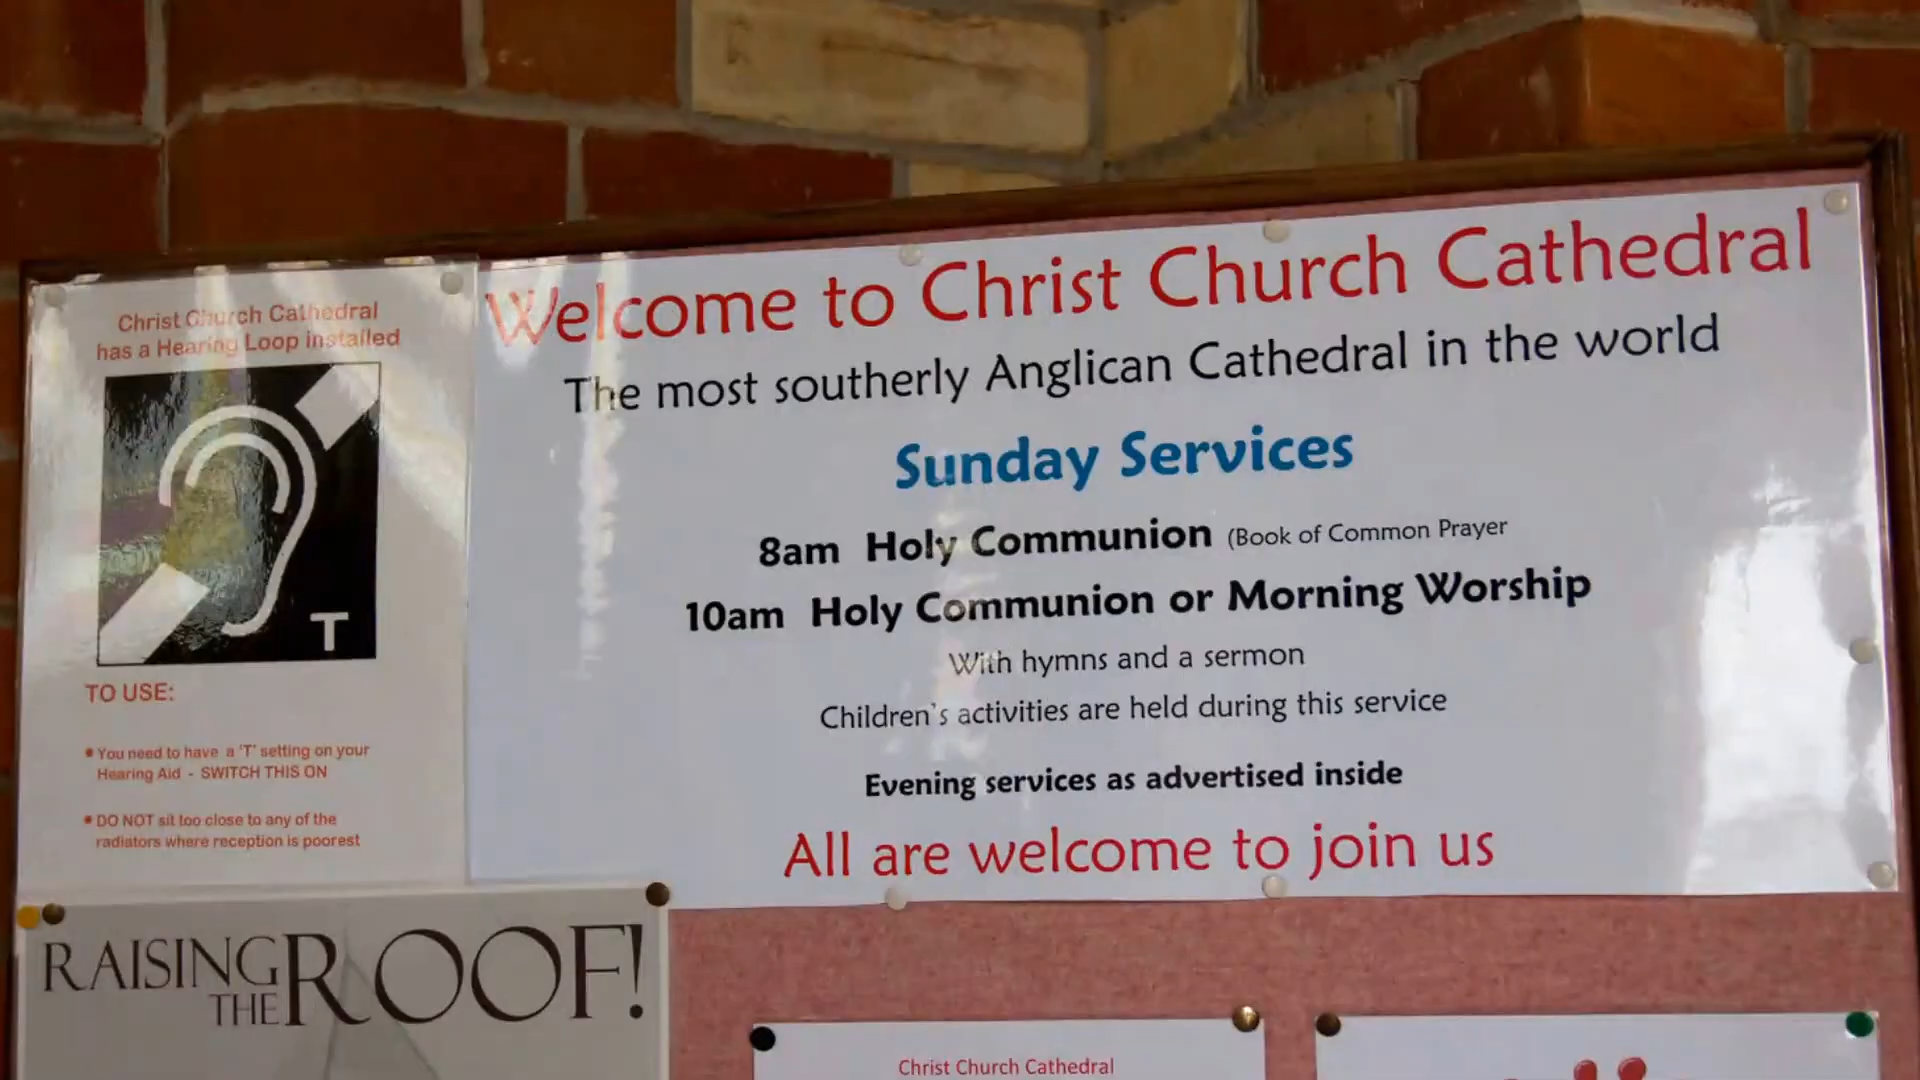 Christ Church Cathedral
has a Hearing Loop installed
T
TO USE:
• You need to have a 'T' setting on your
Hearing Aid - SWITCH THIS ON
• DO NOT sit too close to any of the
radiators where reception is poorest
Welcome to Christ Church Cathedral
The most southerly Anglican Cathedral in the world
Sunday Services
8am Holy Communion (Book of Common Prayer
10am Holy Communion or Morning Worship
With hymns and a sermon
Children's activities are held during this service
Evening services as advertised inside
All are welcome to join us
RAISING
THE ROOF!
Christ Church Cathedral